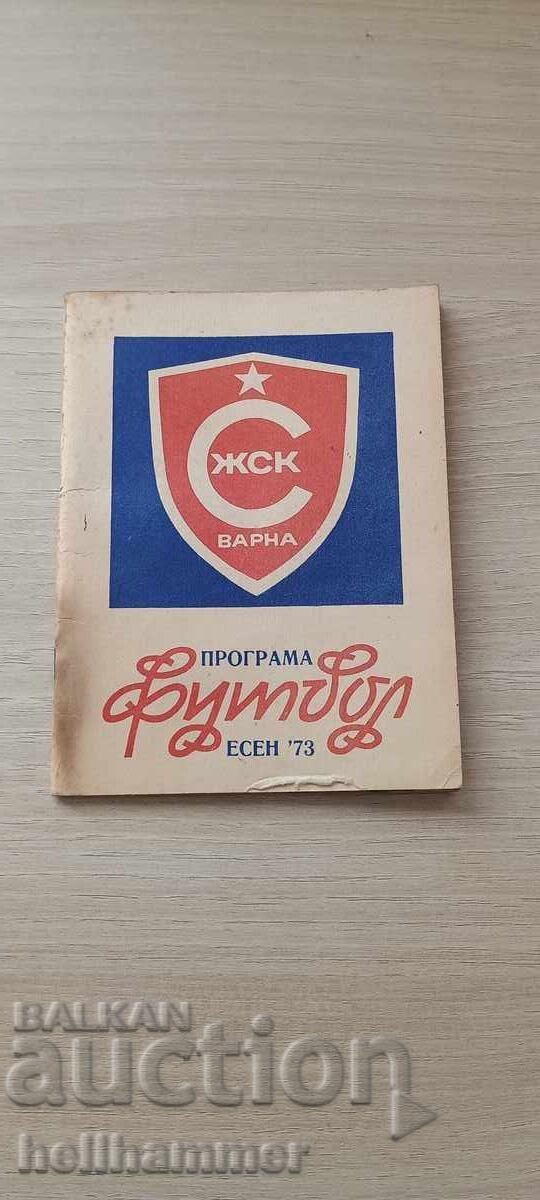 С
ЖСК
ВАРНА
ПРОГРАМА
футбол
ЕСЕН '73
BALKAN
auction
hellhammer